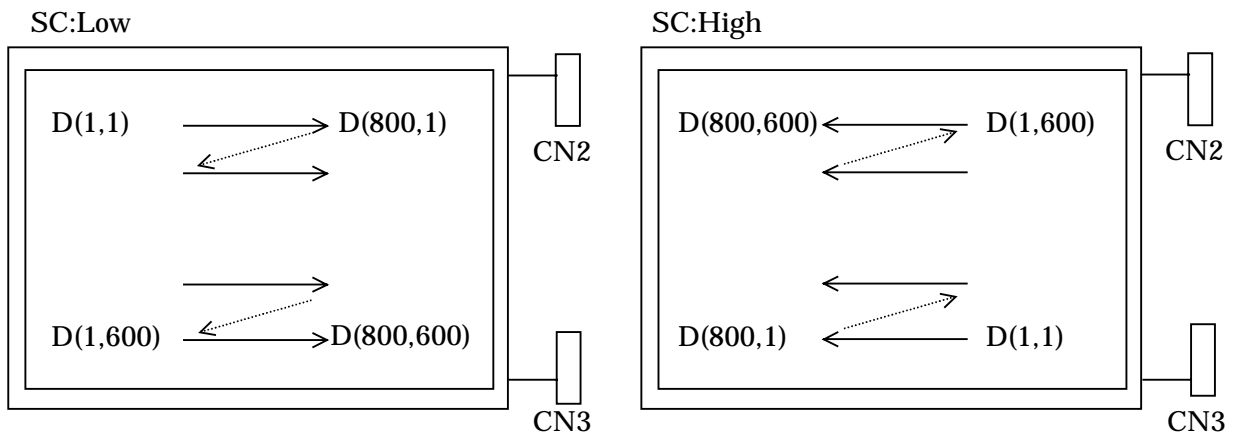 SC:Low
D(1,1) D(800,1)
CN2
D(1,600) D(800,600)
CN3
SC:High
D(800,600) D(1,600)
CN2
D(800,1) D(1,1)
CN3